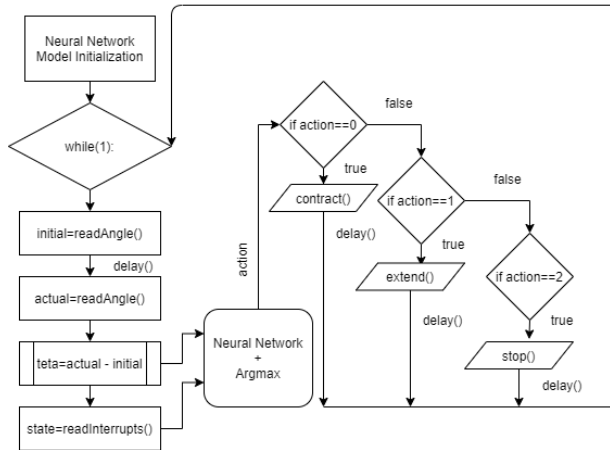 Neural Network
Model Initialization
while(1):
initial=readAngle()
delay()
actual=readAngle()
teta=actual - initial
state=readInterrupts()
Neural Network
+
Argmax
action
if action==0
false
true
contract()
delay()
if action==1
false
true
extend()
delay()
if action==2
true
stop()
delay()